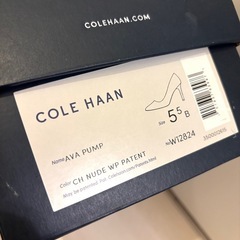 COLEHAAN.COM
COLE HAAN
Size 5 5 B
Name AVA PUMP
No W12824
Color CH NUDE WP PATENT